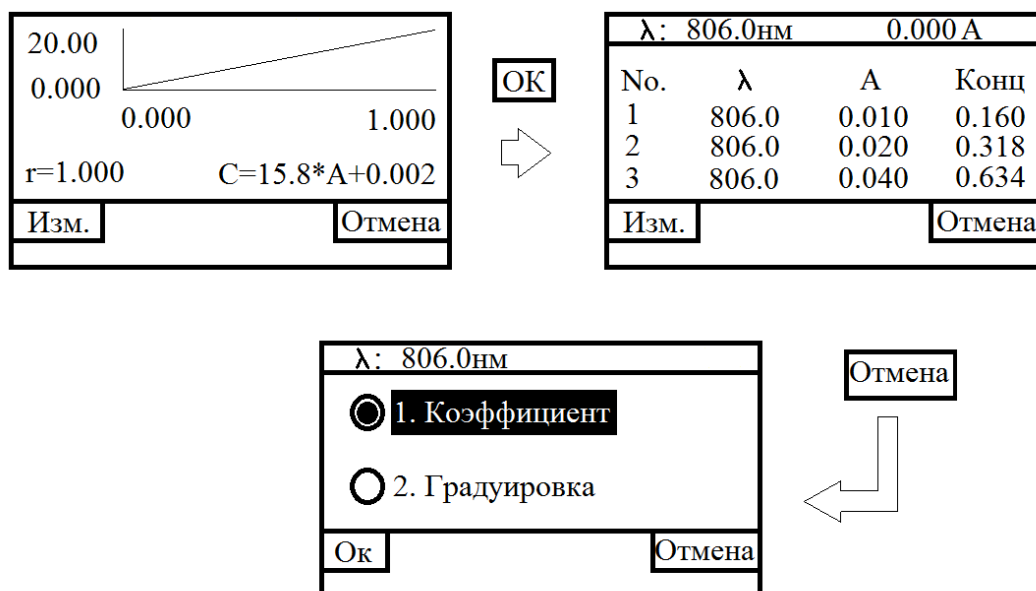 20.00
0.000
0.000 1.000
r=1.000 C=15.8*A+0.002
Изм. Отмена
ОК
λ: 806.0нм 0.000 A
No. λ A Конц
1 806.0 0.010 0.160
2 806.0 0.020 0.318
3 806.0 0.040 0.634
Изм. Отмена
Отмена
λ: 806.0нм
1. Коэффициент
2. Градуировка
Ок Отмена